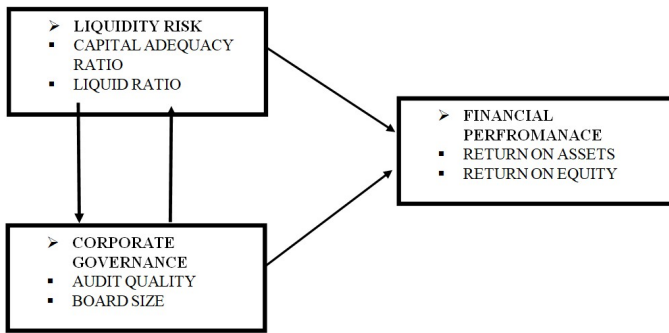 ➢ LIQUIDITY RISK
▪ CAPITAL ADEQUACY
RATIO
▪ LIQUID RATIO
➢ FINANCIAL
PERFROMANACE
▪ RETURN ON ASSETS
▪ RETURN ON EQUITY
➢ CORPORATE
GOVERNANCE
▪ AUDIT QUALITY
▪ BOARD SIZE